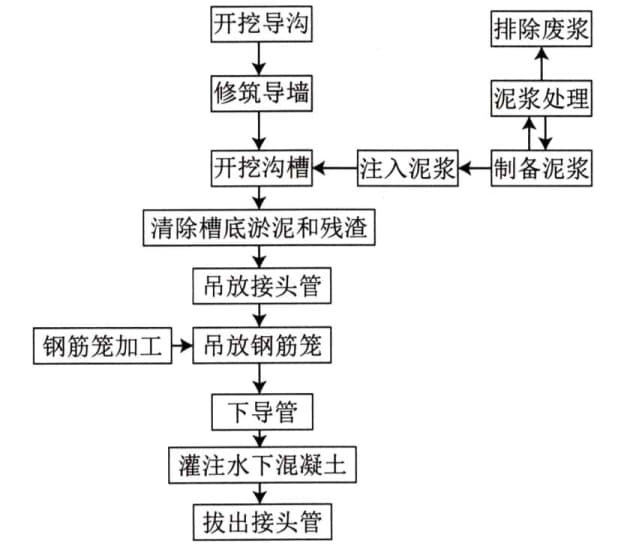 开挖导沟
排除废浆
修筑导墙
泥浆处理
开挖沟槽
注入泥浆
制备泥浆
清除槽底淤泥和残渣
吊放接头管
钢筋笼加工
吊放钢筋笼
下导管
灌注水下混凝土
拔出接头管